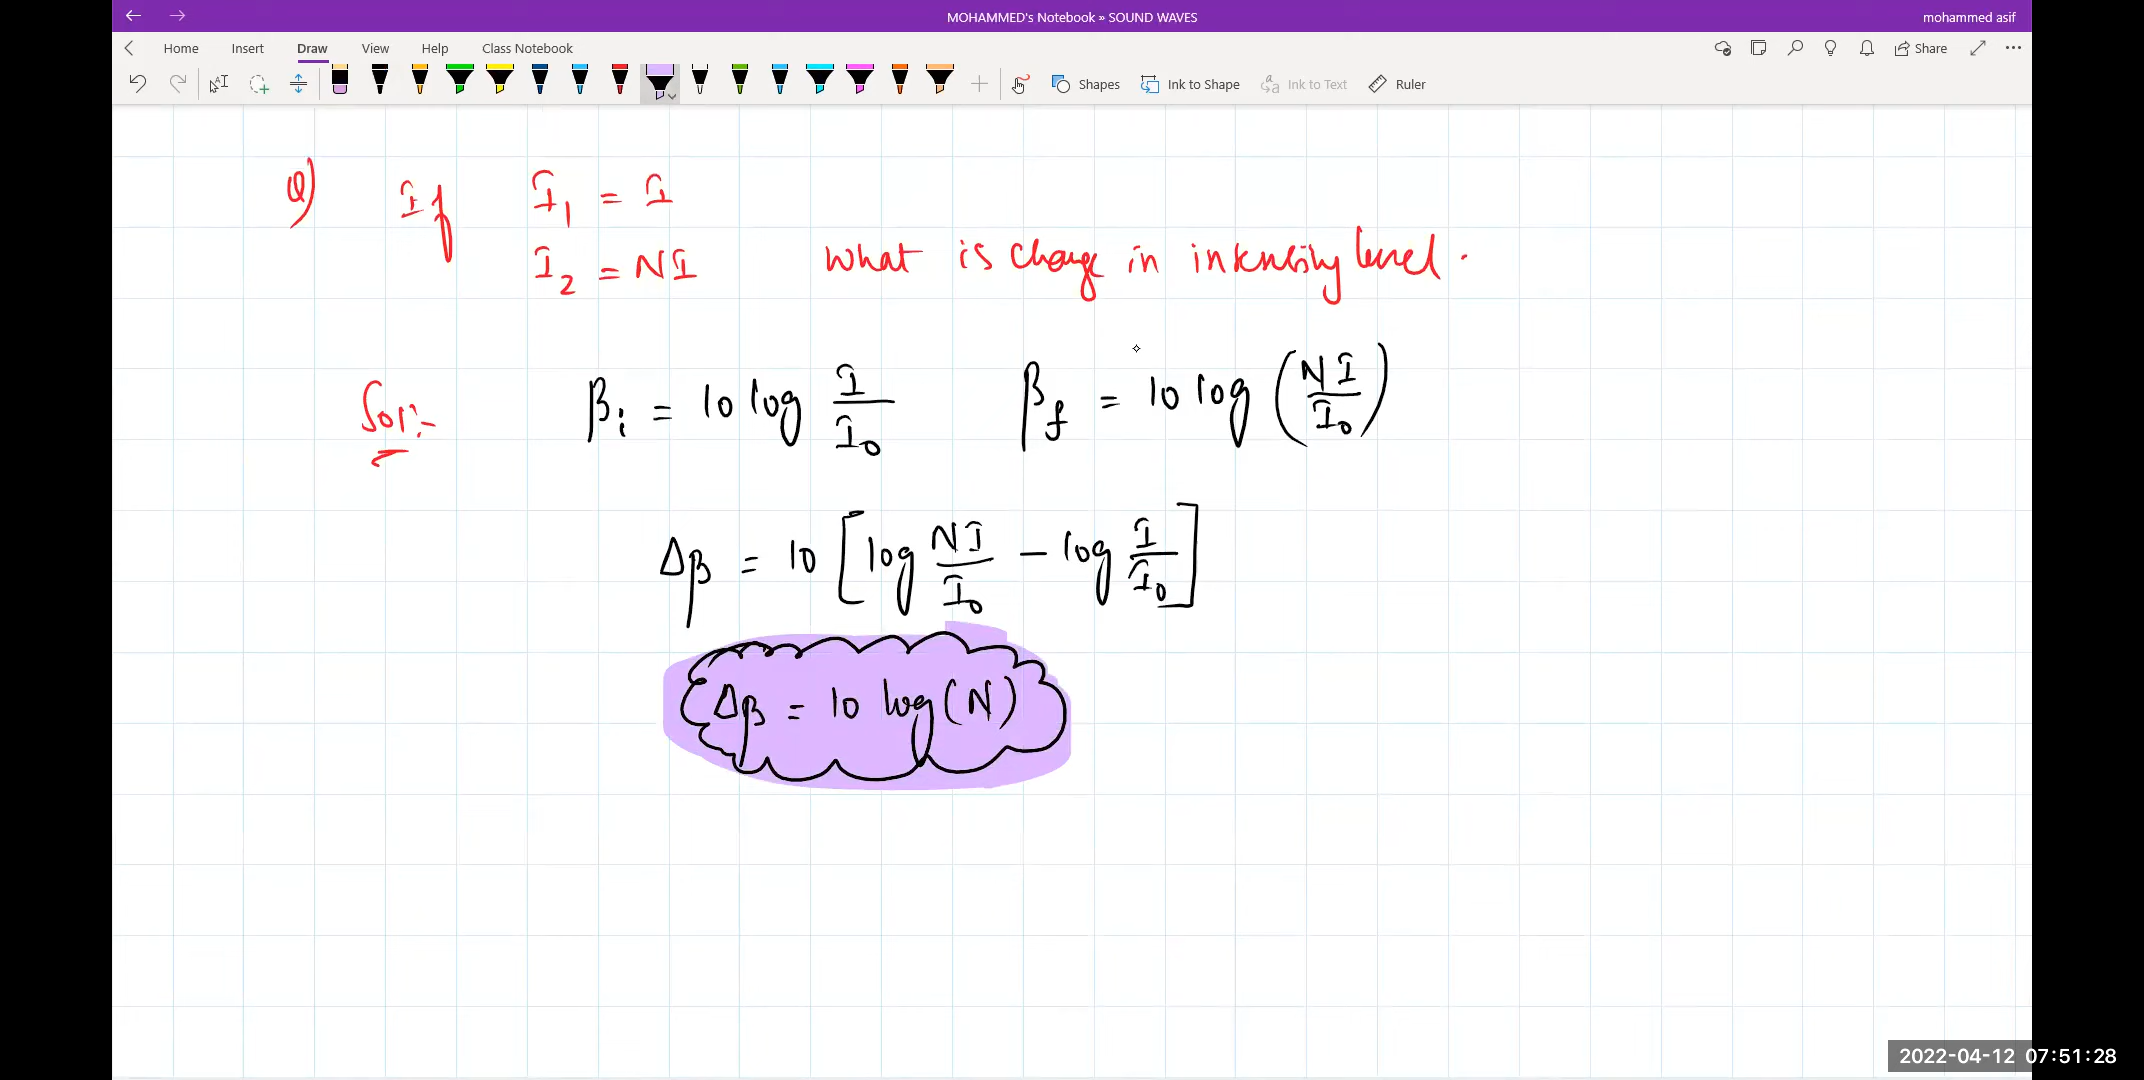 MOHAMMED's Notebook » SOUND WAVES
mohammed asif
Home Insert Draw View Help Class Notebook
Share
Shapes Ink to Shape Ink to Text Ruler
Q) If I₁ = I
I₂ = NI What is change in intensity level.
Sol:- βᵢ = 10 log I/I₀ β_f = 10 log (NI/I₀)
Δβ = 10 [log NI/I₀ − log I/I₀]
Δβ = 10 log(N)
2022-04-12 07:51:28